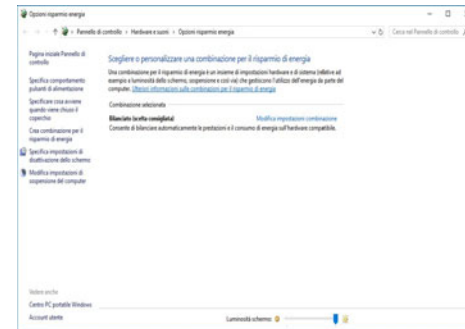 Opzioni risparmio energia
Pannello di controllo > Hardware e suoni > Opzioni risparmio energia
Cerca nel Pannello di controllo
Pagina iniziale Pannello di
controllo
Specifica comportamento
pulsanti di alimentazione
Specificare cosa avviene
quando viene chiuso il
coperchio
Crea combinazione per il
risparmio di energia
Specifica impostazioni di
disattivazione dello schermo
Modifica impostazioni di
sospensione del computer
Scegliere o personalizzare una combinazione per il risparmio di energia
Una combinazione per il risparmio di energia è un insieme di impostazioni hardware e di sistema (relative ad
esempio a luminosità dello schermo, sospensione e così via) che gestiscono l'utilizzo dell'energia da parte del
computer. Ulteriori informazioni sulle combinazioni per il risparmio di energia
Combinazione selezionata
Bilanciato (scelta consigliata) Modifica impostazioni combinazione
Consente di bilanciare automaticamente le prestazioni e il consumo di energia sull'hardware compatibile.
Vedere anche
Centro PC portatile Windows
Account utente
Luminosità schermo: